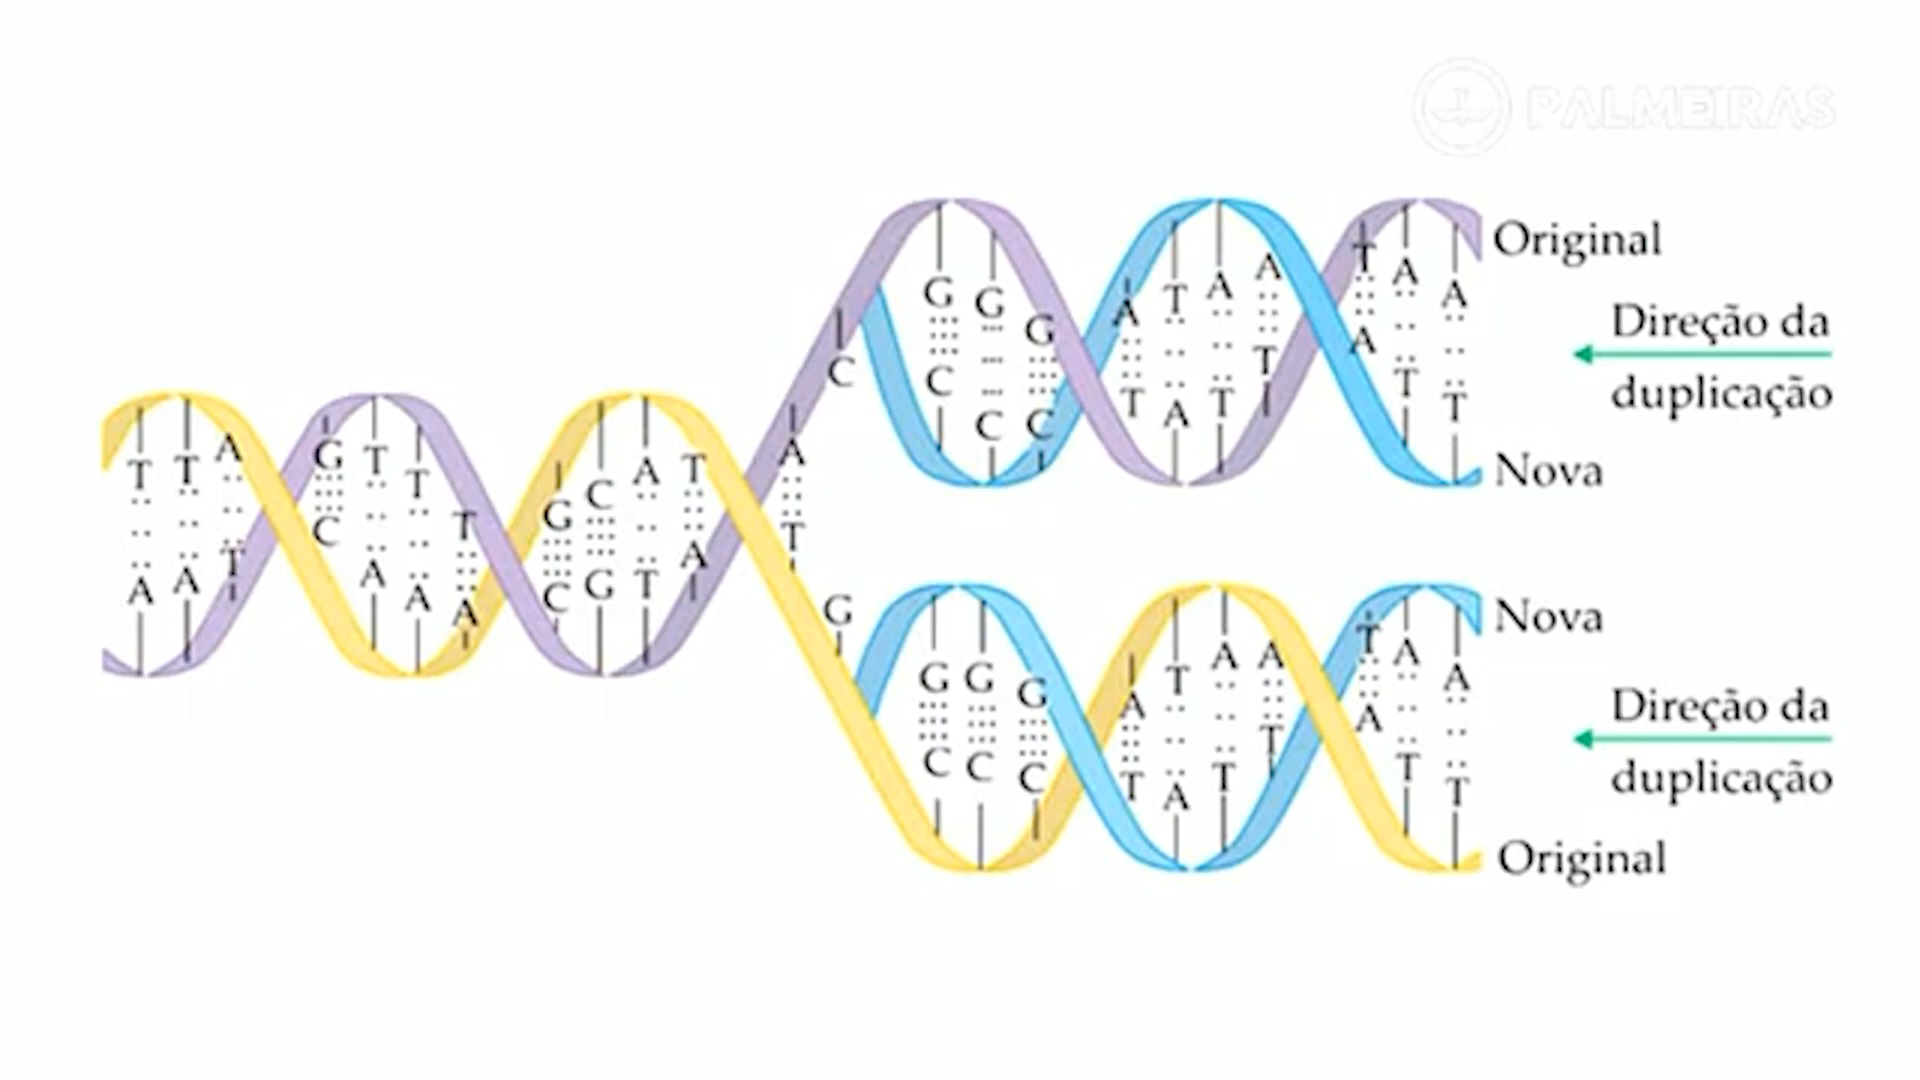 PALMEIRAS
Original
Direção da
duplicação
Nova
G G G A T A A T A A
C C C T A T T A T T
C
A
T
G
T T A G T T T G C A T
A A T C A A A C G T A
Nova
Direção da
duplicação
Original
G G G A T A A T A A
C C C T A T T A T T